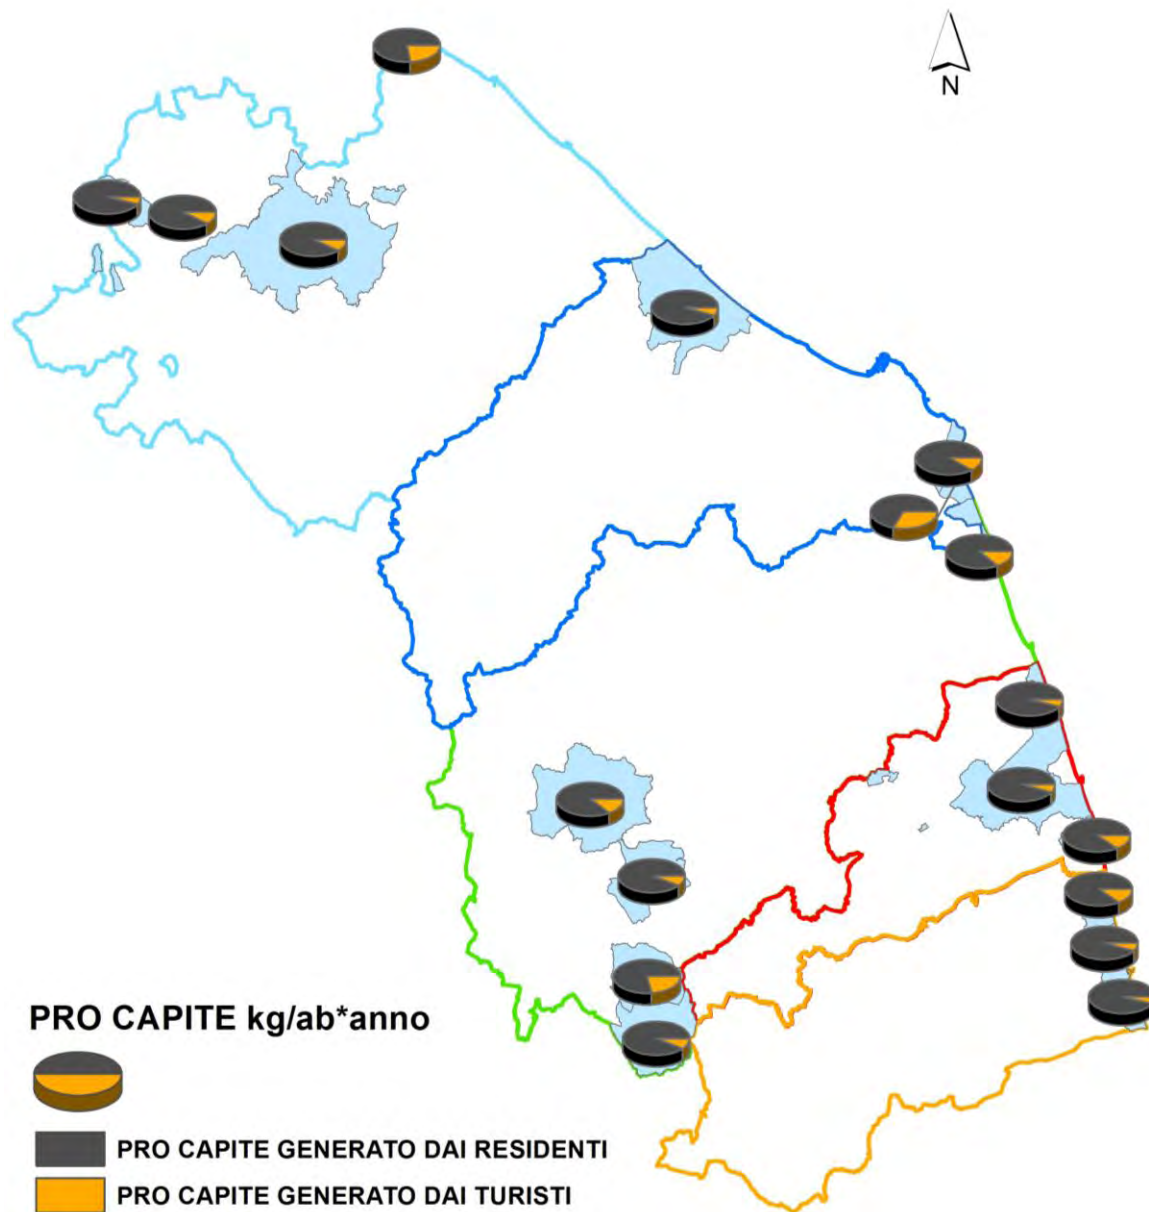 N
PRO CAPITE kg/ab*anno
PRO CAPITE GENERATO DAI RESIDENTI
PRO CAPITE GENERATO DAI TURISTI